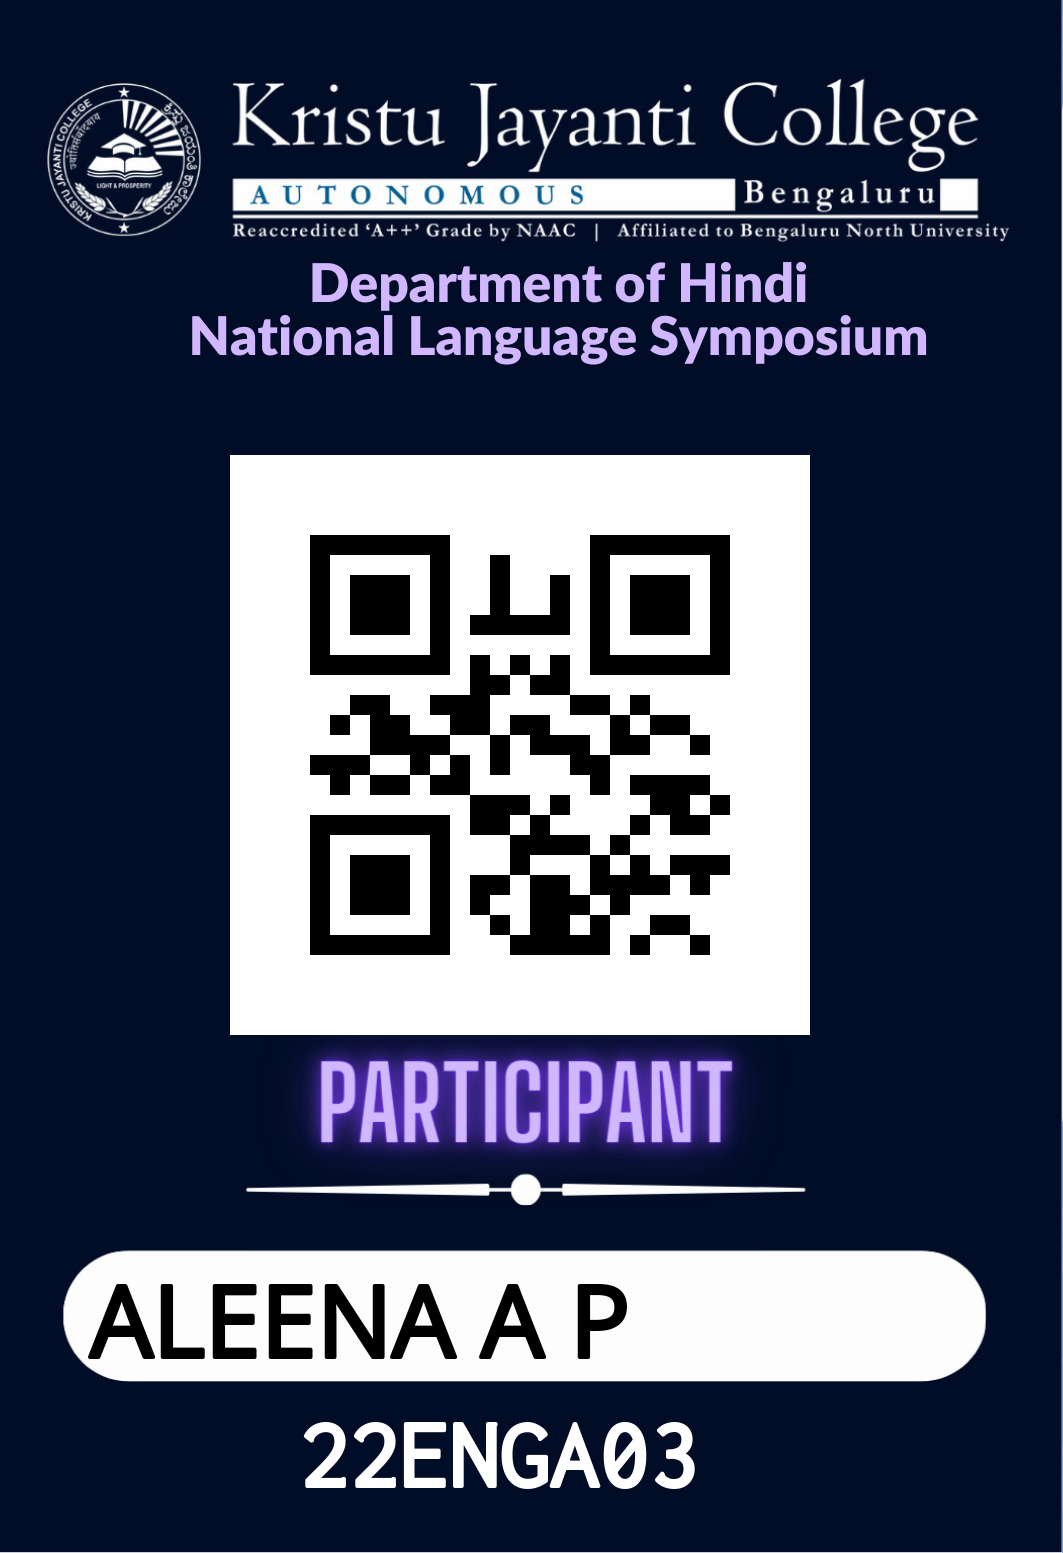 KRISTU JAYANTI COLLEGE
LIGHT & PROSPERITY
Kristu Jayanti College
AUTONOMOUS Bengaluru
Reaccredited ‘A++’ Grade by NAAC | Affiliated to Bengaluru North University
Department of Hindi
National Language Symposium
PARTICIPANT
ALEENA A P
22ENGA03